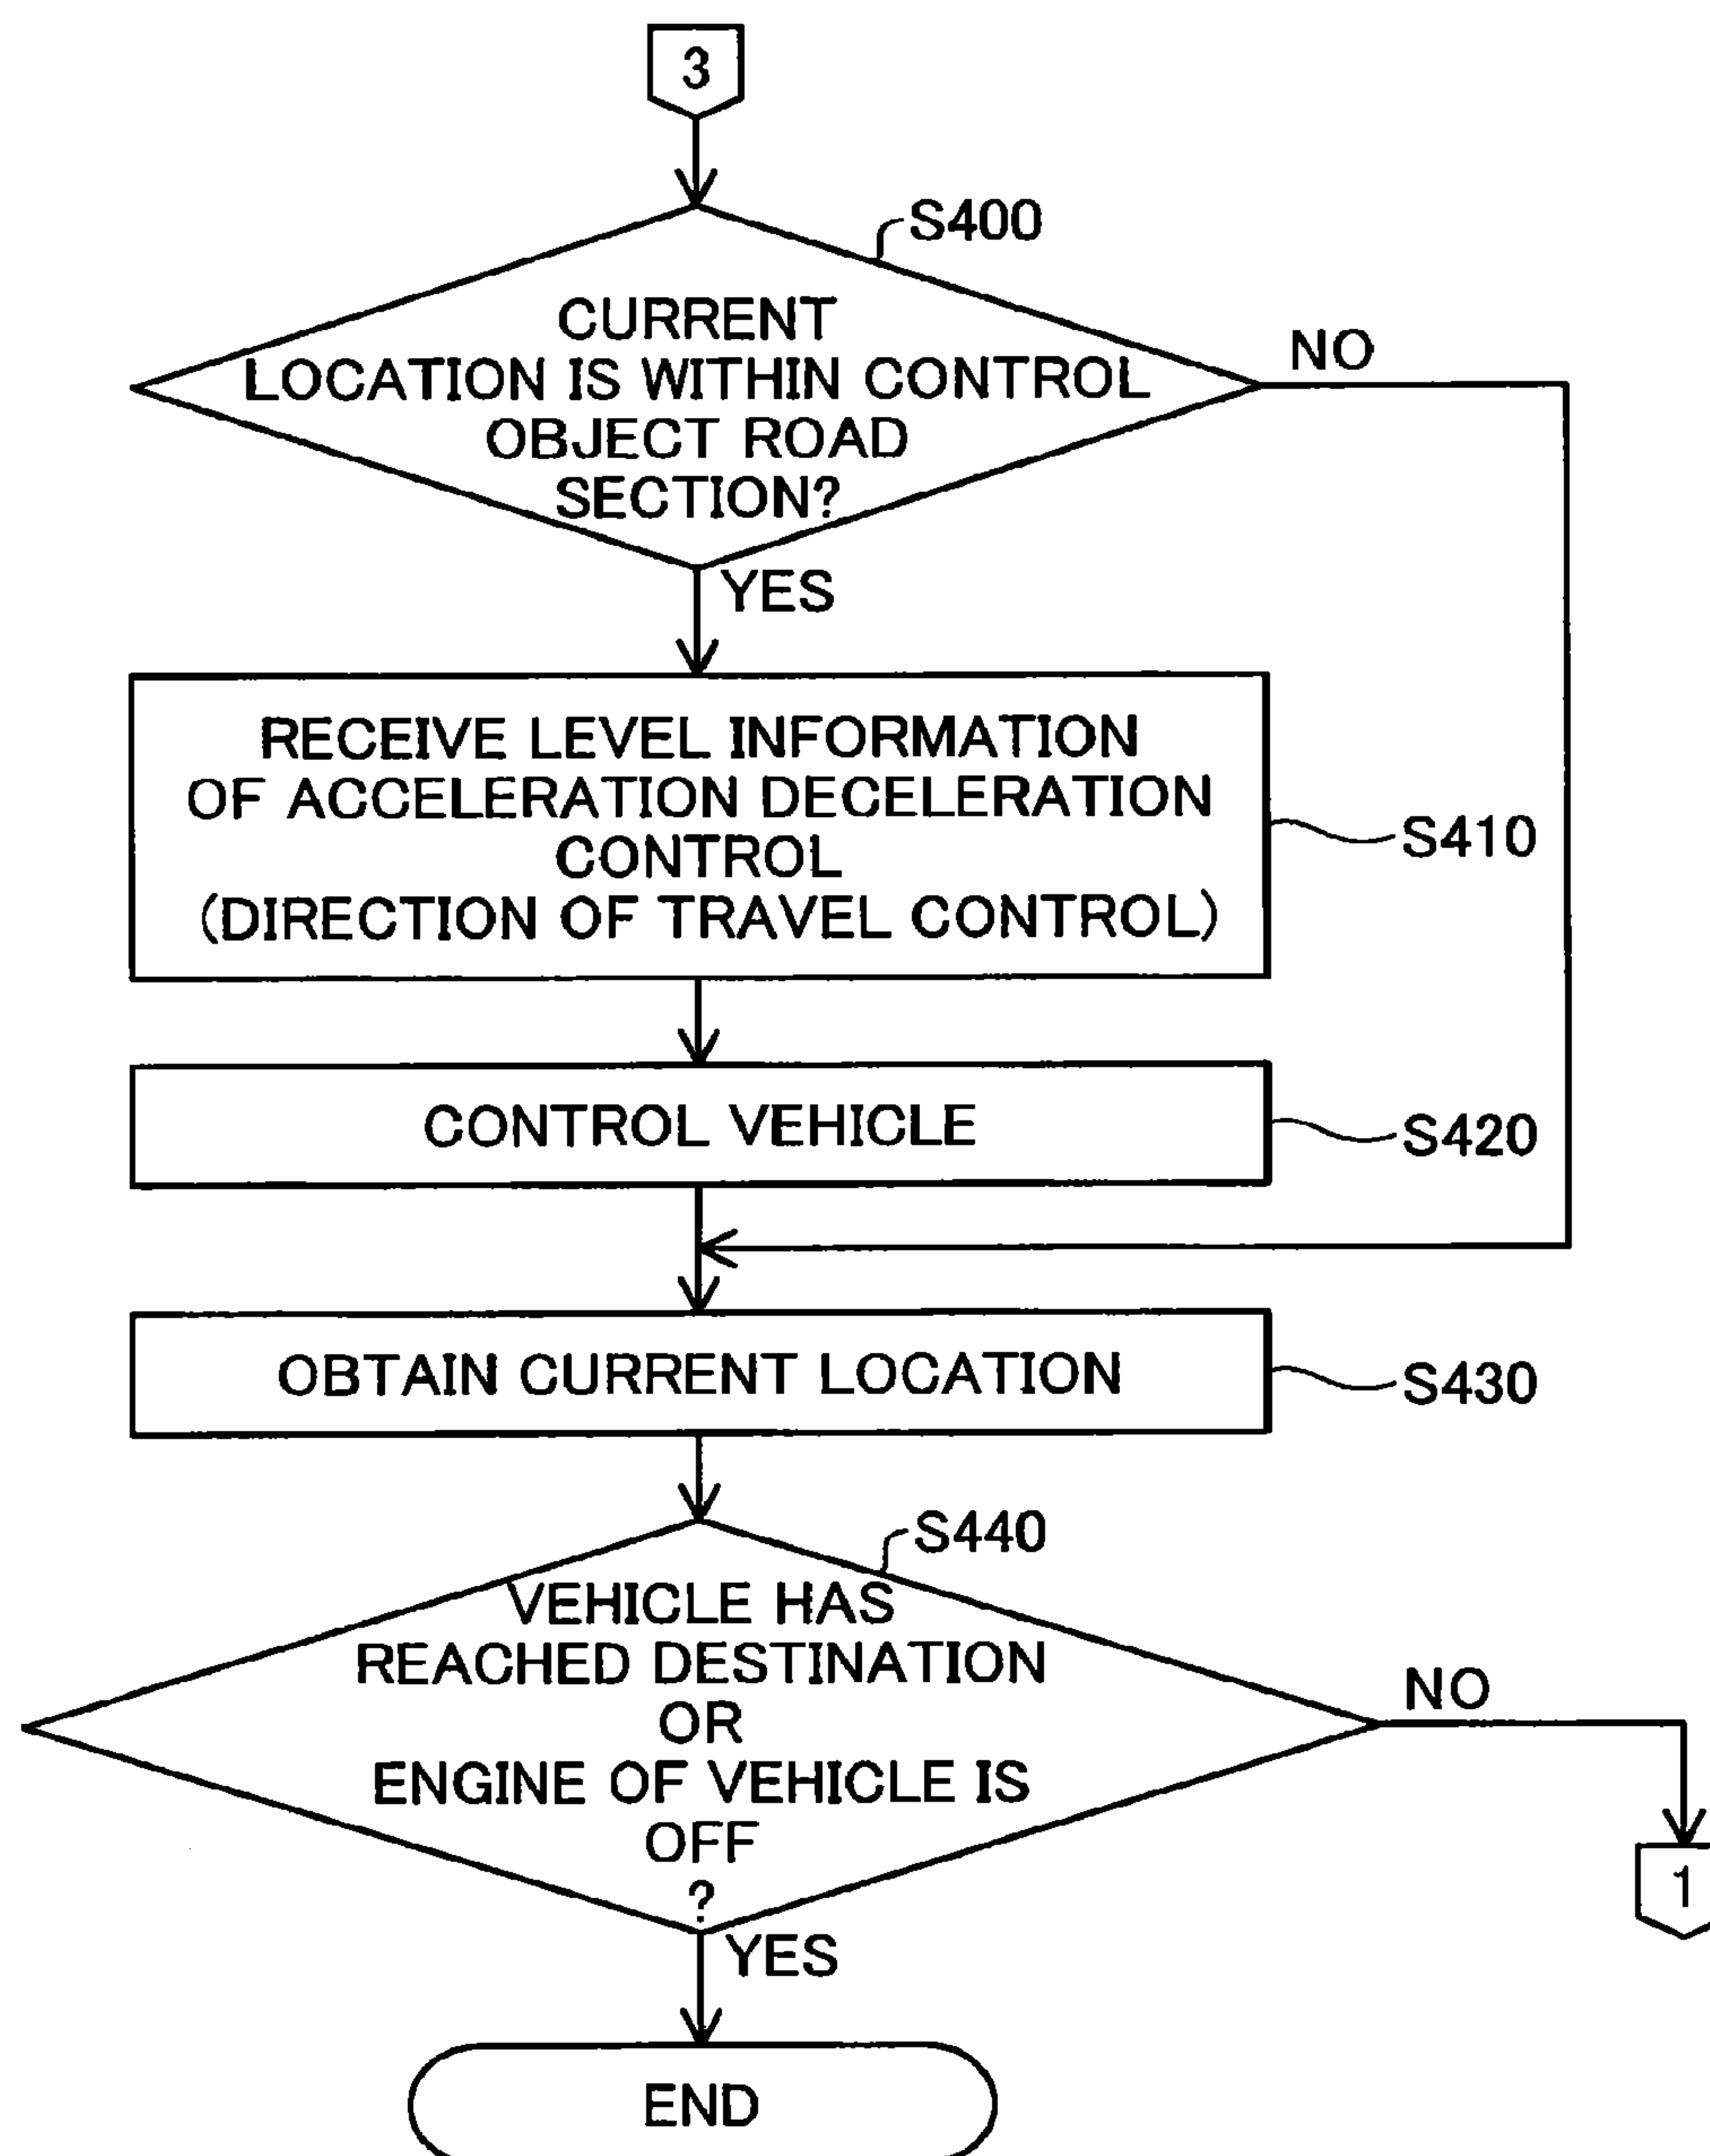 3
S400
CURRENT
LOCATION IS WITHIN CONTROL
OBJECT ROAD
SECTION?
NO
YES
RECEIVE LEVEL INFORMATION
OF ACCELERATION DECELERATION
CONTROL
(DIRECTION OF TRAVEL CONTROL)
S410
CONTROL VEHICLE
S420
OBTAIN CURRENT LOCATION
S430
S440
VEHICLE HAS
REACHED DESTINATION
OR
ENGINE OF VEHICLE IS
OFF
?
NO
1
YES
END